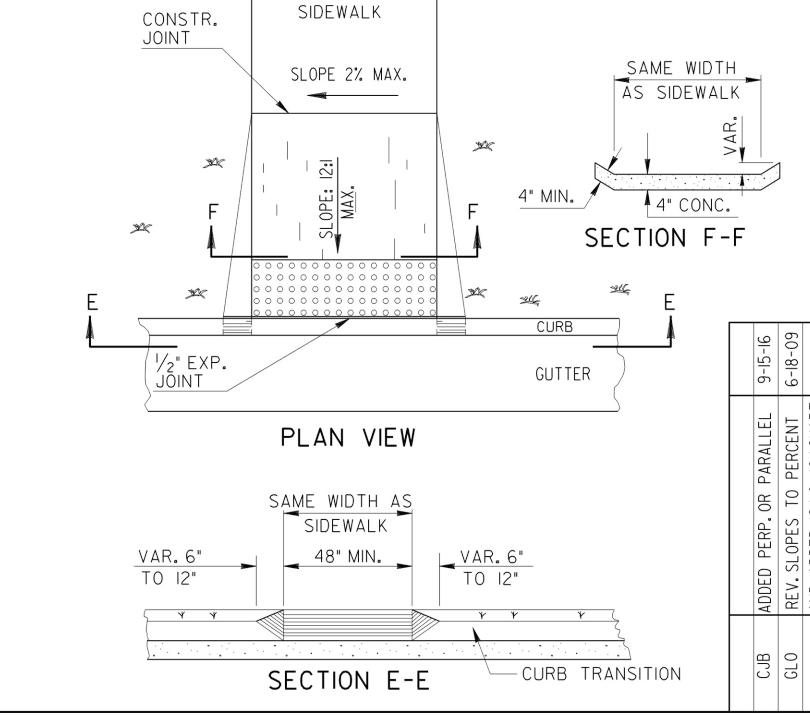 SIDEWALK
CONSTR.
JOINT
SLOPE 2% MAX.
SLOPE: 12:1
MAX.
F
F
E
E
CURB
1/2" EXP.
JOINT
GUTTER
PLAN VIEW
SAME WIDTH
AS SIDEWALK
VAR.
4" MIN.
4" CONC.
SECTION F-F
SAME WIDTH AS
SIDEWALK
VAR. 6"
TO 12"
48" MIN.
VAR. 6"
TO 12"
CURB TRANSITION
SECTION E-E
CJB ADDED PERP. OR PARALLEL 9-15-16
GLO REV. SLOPES TO PERCENT 6-18-09